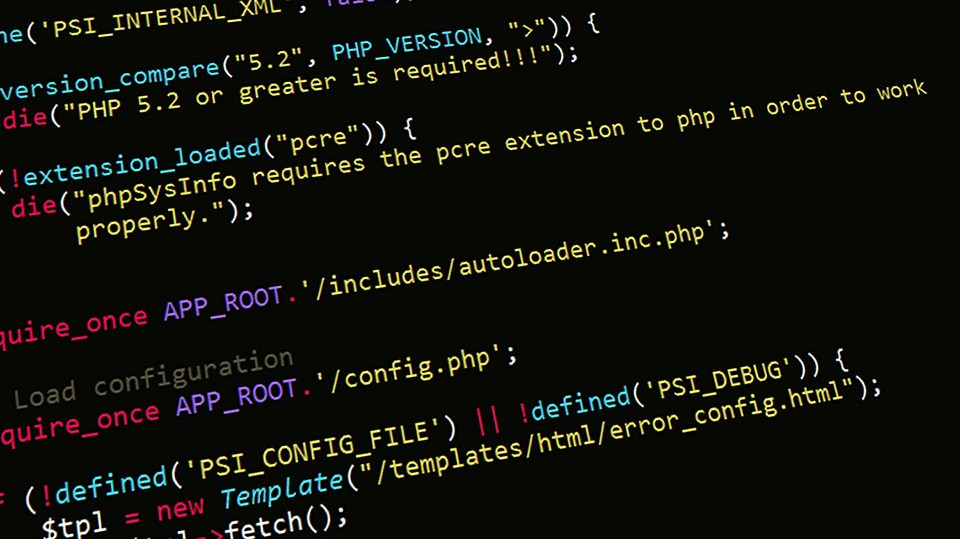 ne('PSI_INTERNAL_XML', false);
version_compare("5.2", PHP_VERSION, ">")) {
die("PHP 5.2 or greater is required!!!");
(!extension_loaded("pcre")) {
die("phpSysInfo requires the pcre extension to php in order to work
properly.");
quire_once APP_ROOT.'/includes/autoloader.inc.php';
Load configuration
quire_once APP_ROOT.'/config.php';
(!defined('PSI_CONFIG_FILE') || !defined('PSI_DEBUG')) {
$tpl = new Template("/templates/html/error_config.html");
tpl->fetch();